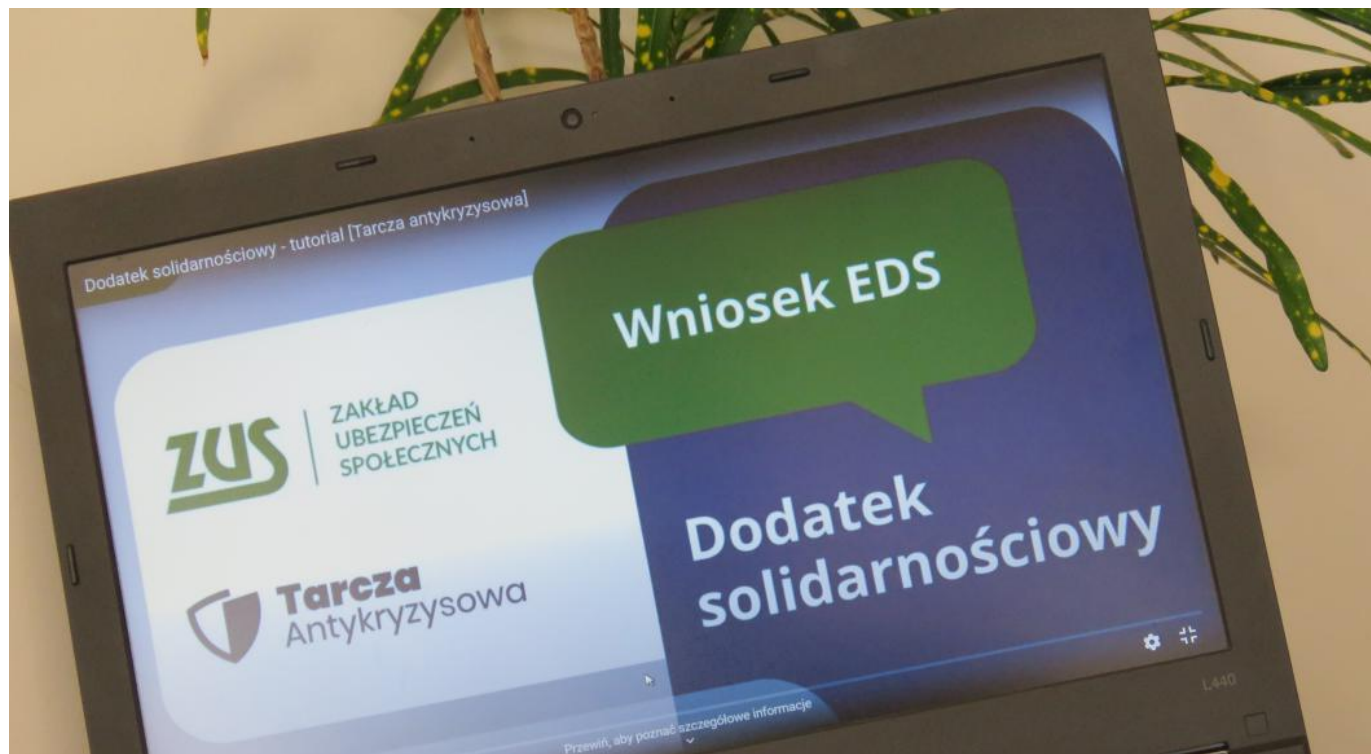 Dodatek solidarnościowy - tutorial [Tarcza antykryzysowa]
Wniosek EDS
ZUS
ZAKŁAD
UBEZPIECZEŃ
SPOŁECZNYCH
Dodatek
solidarnościowy
Tarcza
Antykryzysowa
Przewiń, aby poznać szczegółowe informacje
L440